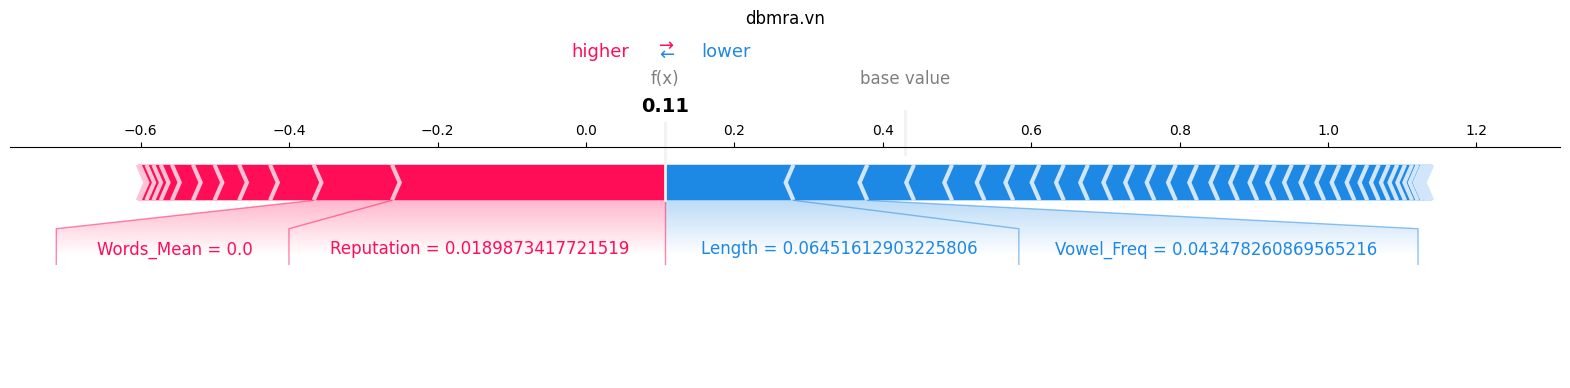 dbmra.vn
higher → ← lower
f(x) base value
0.11
−0.6 −0.4 −0.2 0.0 0.2 0.4 0.6 0.8 1.0 1.2
Words_Mean = 0.0 Reputation = 0.0189873417721519 Length = 0.06451612903225806 Vowel_Freq = 0.043478260869565216